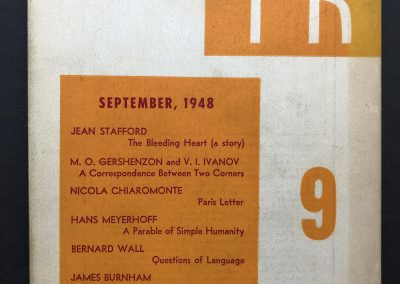 PR
SEPTEMBER, 1948
JEAN STAFFORD
The Bleeding Heart (a story)
M. O. GERSHENZON and V. I. IVANOV
A Correspondence Between Two Corners
NICOLA CHIAROMONTE
Paris Letter
HANS MEYERHOFF
A Parable of Simple Humanity
BERNARD WALL
Questions of Language
JAMES BURNHAM
9